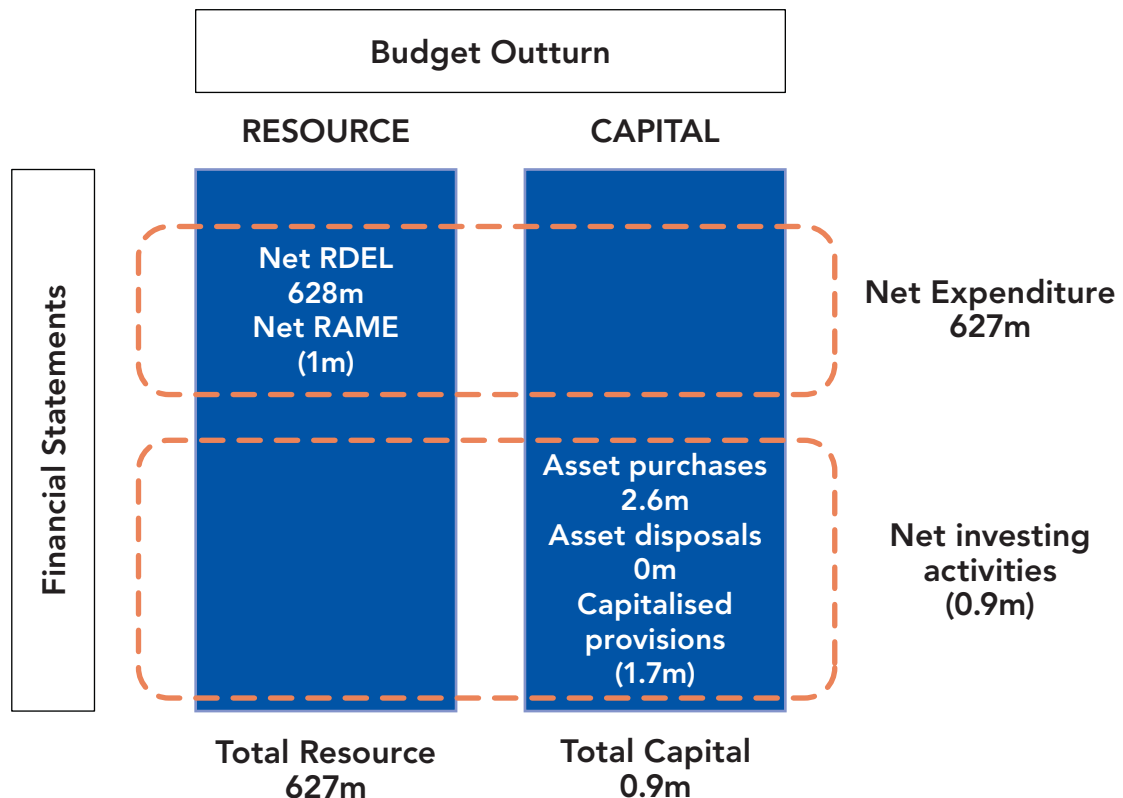 Budget Outturn
RESOURCE
CAPITAL
Financial Statements
Net RDEL
628m
Net RAME
(1m)
Net Expenditure
627m
Asset purchases
2.6m
Asset disposals
0m
Capitalised
provisions
(1.7m)
Net investing
activities
(0.9m)
Total Resource
627m
Total Capital
0.9m